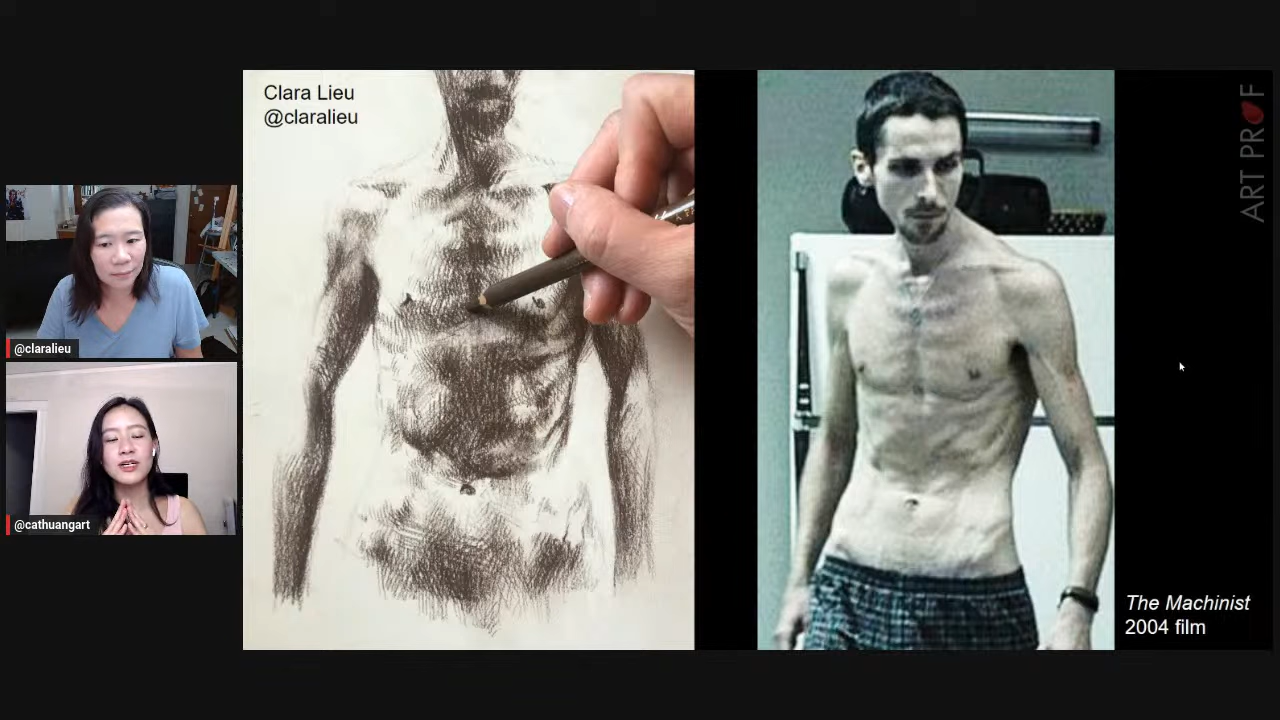 Clara Lieu
@claralieu
ART PROF
@claralieu
@cathuangart
The Machinist
2004 film